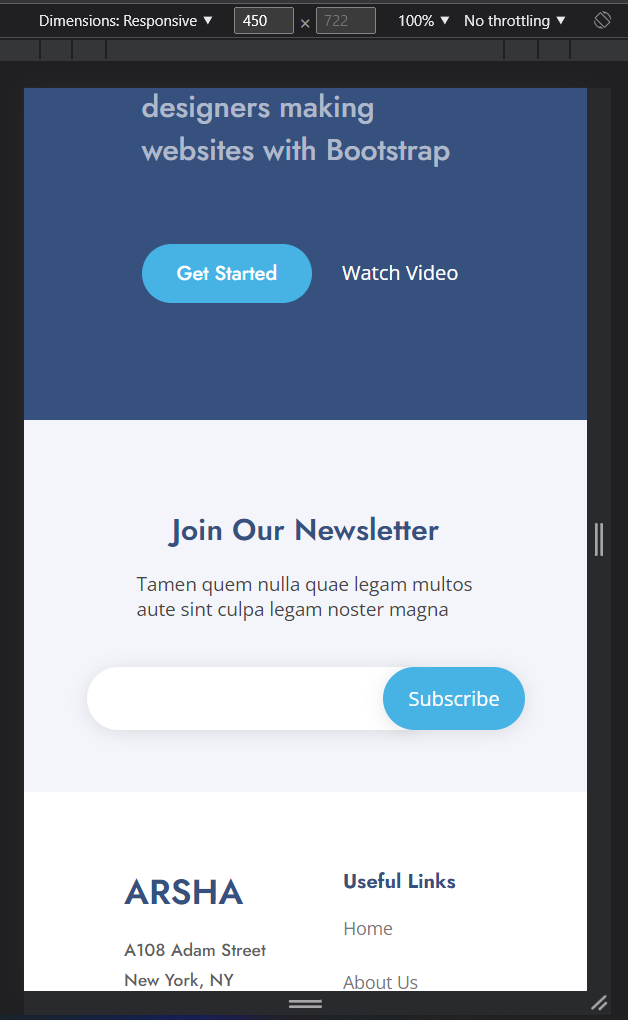 Dimensions: Responsive ▼ 450 × 722 100% ▼ No throttling ▼
designers making
websites with Bootstrap
Get Started Watch Video
Join Our Newsletter
Tamen quem nulla quae legam multos
aute sint culpa legam noster magna
Subscribe
ARSHA
A108 Adam Street
New York, NY
Useful Links
Home
About Us